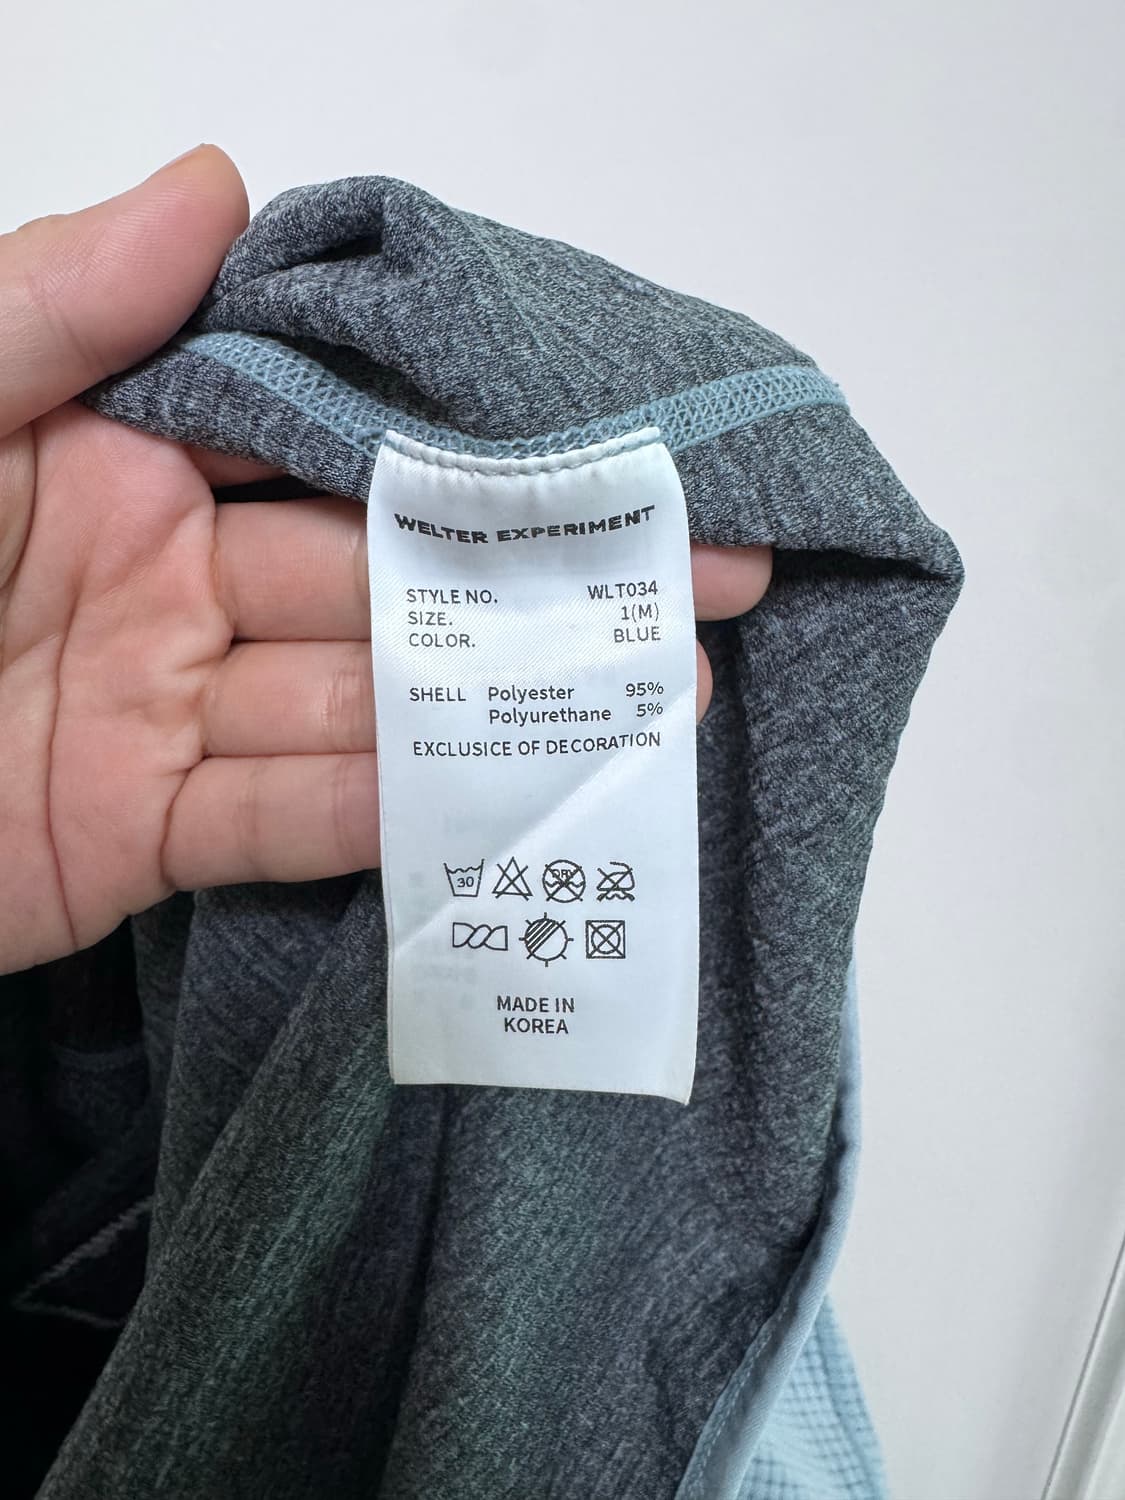 WELTER EXPERIMENT
STYLE NO. WLT034
SIZE. 1(M)
COLOR. BLUE
SHELL Polyester 95%
Polyurethane 5%
EXCLUSICE OF DECORATION
30 DRY
MADE IN
KOREA